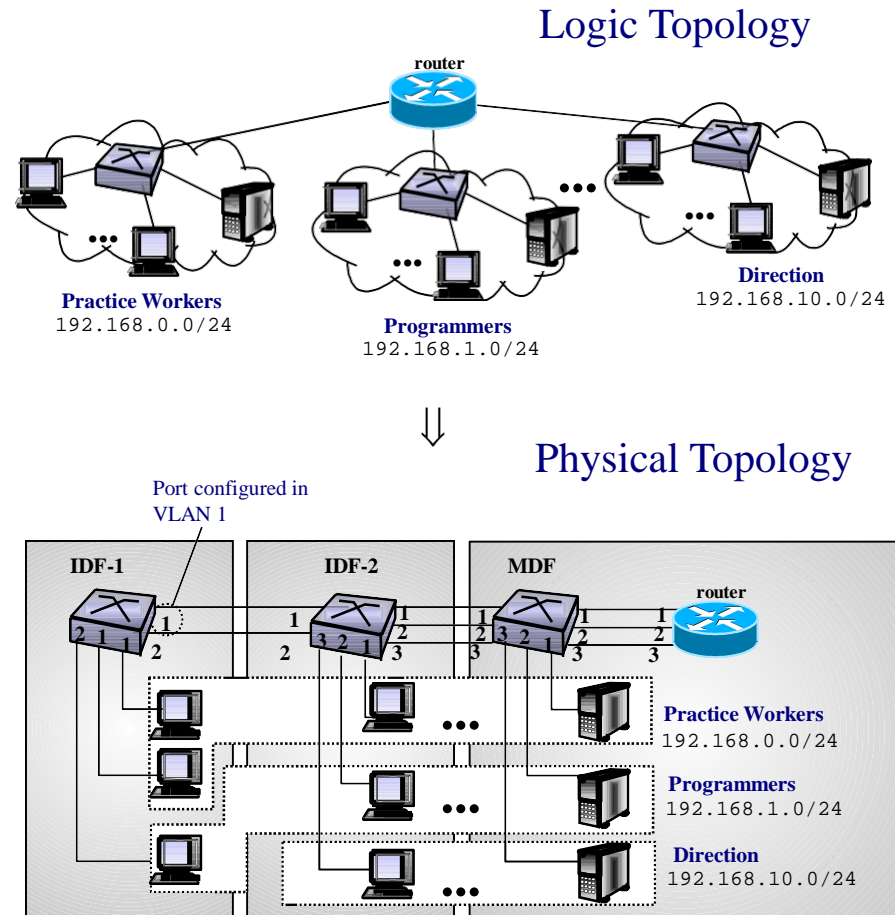 Logic Topology
router
•••
•••
•••
•••
Practice Workers
192.168.0.0/24
Programmers
192.168.1.0/24
Direction
192.168.10.0/24
⇓
Physical Topology
Port configured in
VLAN 1
IDF-1
IDF-2
MDF
router
1
1 1 1 1 1
2 2 2 2
2 1 1
3 2 1
3 2 1
2
2
3 3 3 3
•••
Practice Workers
192.168.0.0/24
•••
Programmers
192.168.1.0/24
•••
Direction
192.168.10.0/24